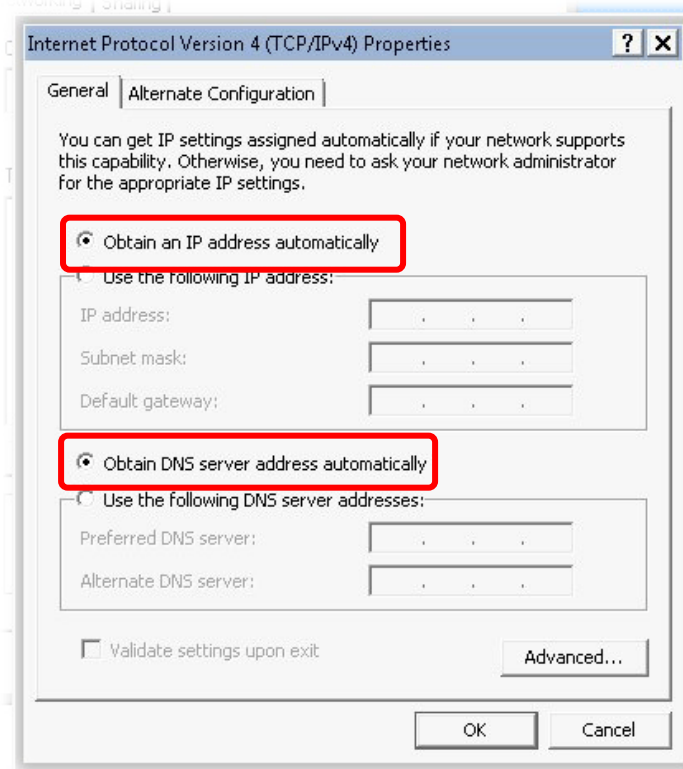 Sharing
Internet Protocol Version 4 (TCP/IPv4) Properties
General
Alternate Configuration
You can get IP settings assigned automatically if your network supports
this capability. Otherwise, you need to ask your network administrator
for the appropriate IP settings.
Obtain an IP address automatically
Use the following IP address:
IP address:
Subnet mask:
Default gateway:
Obtain DNS server address automatically
Use the following DNS server addresses:
Preferred DNS server:
Alternate DNS server:
Validate settings upon exit
Advanced...
OK
Cancel